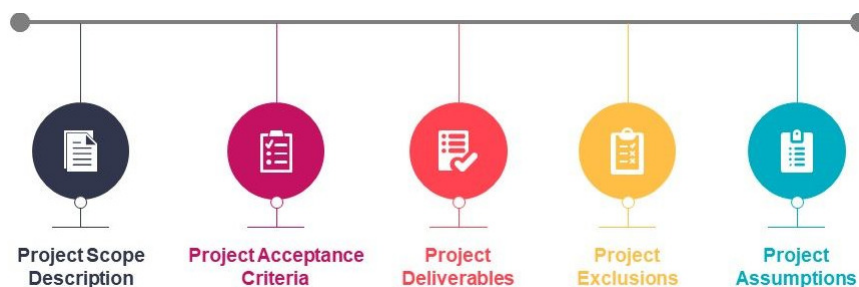 Project Scope
Description
Project Acceptance
Criteria
Project
Deliverables
Project
Exclusions
Project
Assumptions